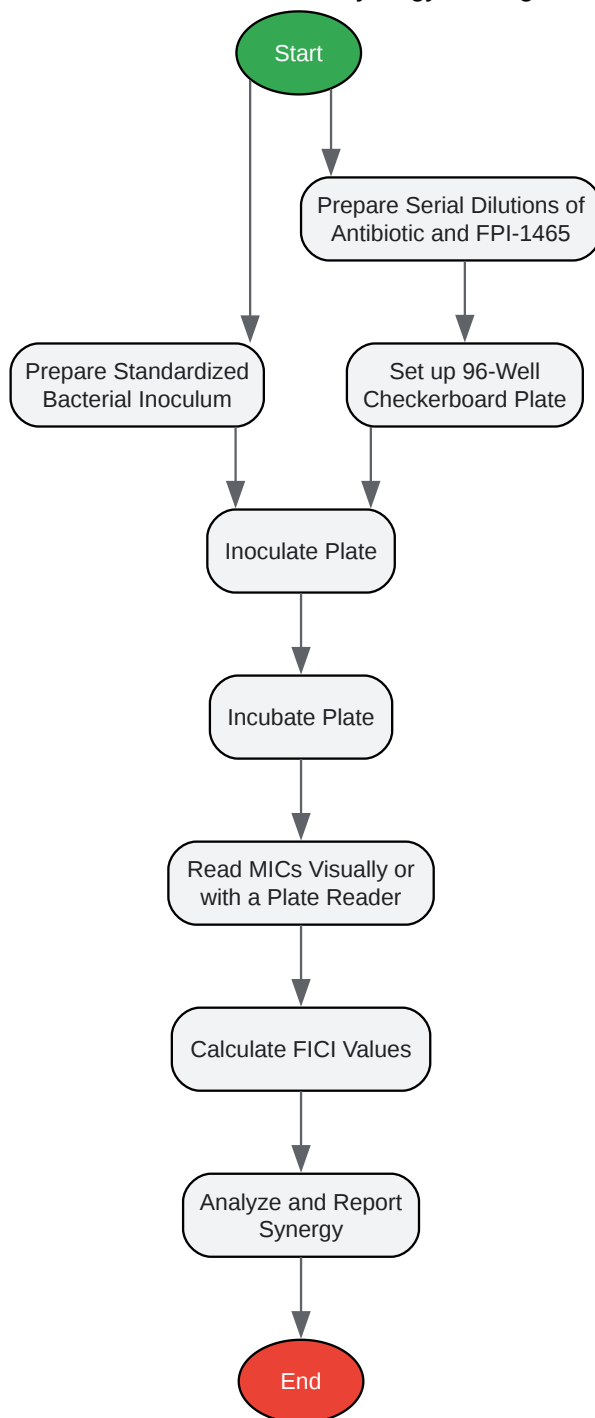 Start
Prepare Serial Dilutions of
Antibiotic and FPI-1465
Prepare Standardized
Bacterial Inoculum
Set up 96-Well
Checkerboard Plate
Inoculate Plate
Incubate Plate
Read MICs Visually or
with a Plate Reader
Calculate FICI Values
Analyze and Report
Synergy
End